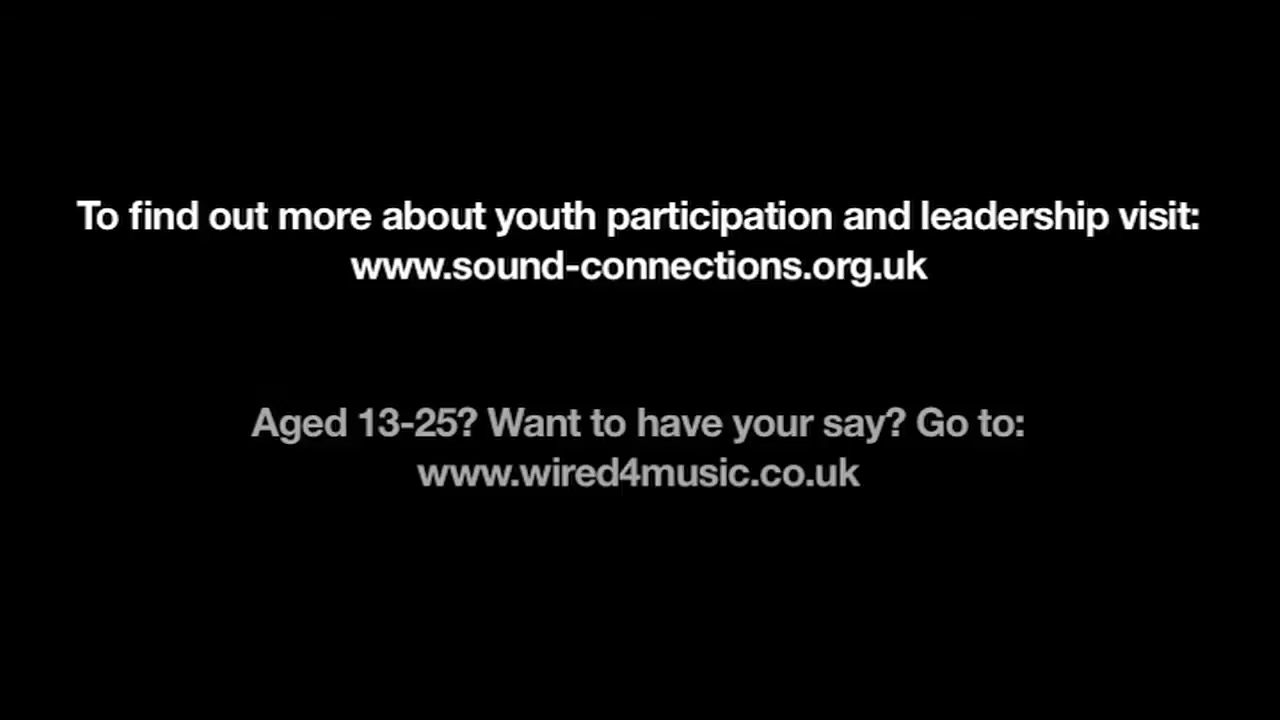 To find out more about youth participation and leadership visit:
www.sound-connections.org.uk
Aged 13-25? Want to have your say? Go to:
www.wired4music.co.uk